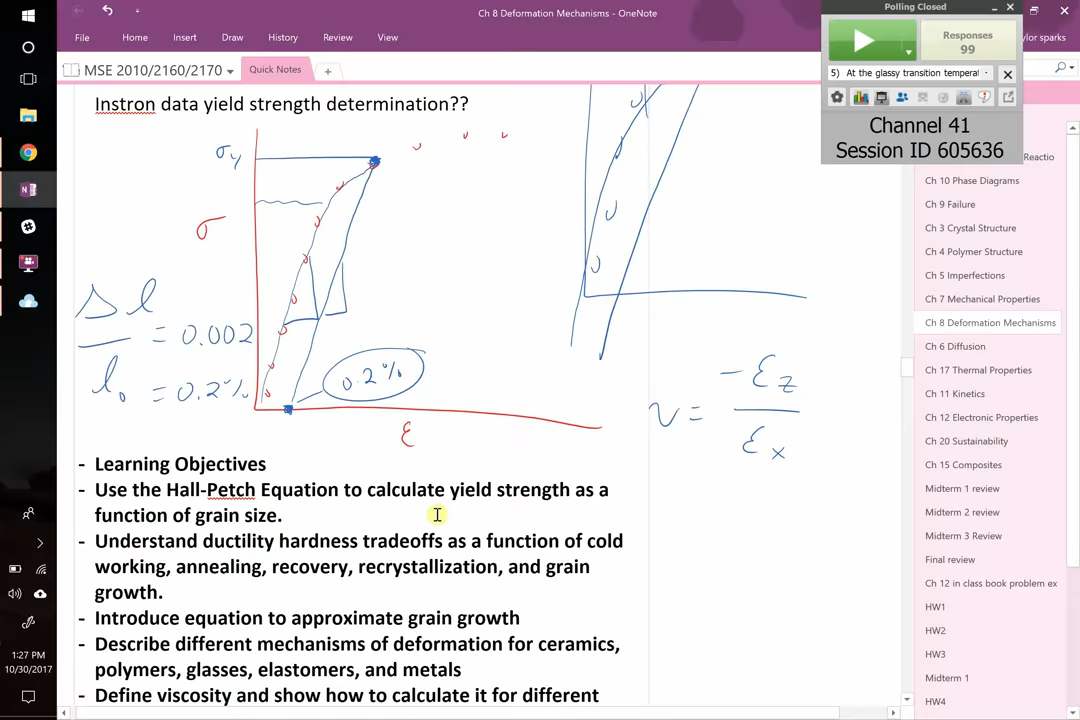 Ch 8 Deformation Mechanisms - OneNote
Polling Closed
File Home Insert Draw History Review View
Responses
99
ylor sparks
MSE 2010/2160/2170
Quick Notes
5) At the glassy transition temperat
Channel 41
Session ID 605636
Instron data yield strength determination??
σy
σ
Δl
l₀
= 0.002
= 0.2%
0.2%
ε
ν = -εz
εx
- Learning Objectives
- Use the Hall-Petch Equation to calculate yield strength as a
function of grain size.
- Understand ductility hardness tradeoffs as a function of cold
working, annealing, recovery, recrystallization, and grain
growth.
- Introduce equation to approximate grain growth
- Describe different mechanisms of deformation for ceramics,
polymers, glasses, elastomers, and metals
- Define viscosity and show how to calculate it for different
Reactio
Ch 10 Phase Diagrams
Ch 9 Failure
Ch 3 Crystal Structure
Ch 4 Polymer Structure
Ch 5 Imperfections
Ch 7 Mechanical Properties
Ch 8 Deformation Mechanisms
Ch 6 Diffusion
Ch 17 Thermal Properties
Ch 11 Kinetics
Ch 12 Electronic Properties
Ch 20 Sustainability
Ch 15 Composites
Midterm 1 review
Midterm 2 review
Midterm 3 Review
Final review
Ch 12 in class book problem ex
HW1
HW2
HW3
Midterm 1
HW4
1:27 PM
10/30/2017